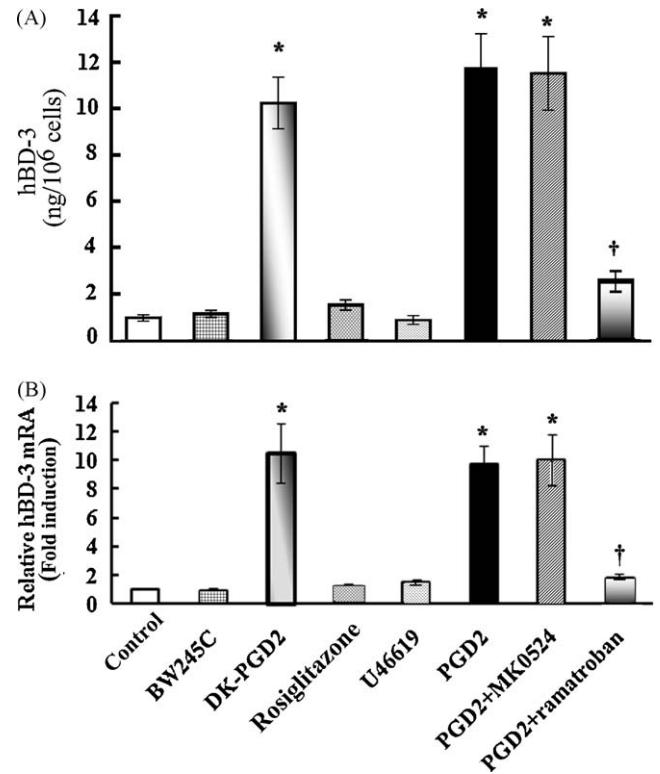 (A)
14
12
10
8
6
4
2
0
hBD-3
(ng/10⁶ cells)
*
*
*
†
(B)
14
12
10
8
6
4
2
0
Relative hBD-3 mRA
(Fold induction)
*
*
*
†
Control
BW245C
DK-PGD2
Rosiglitazone
U46619
PGD2
PGD2+MK0524
PGD2+ramatroban